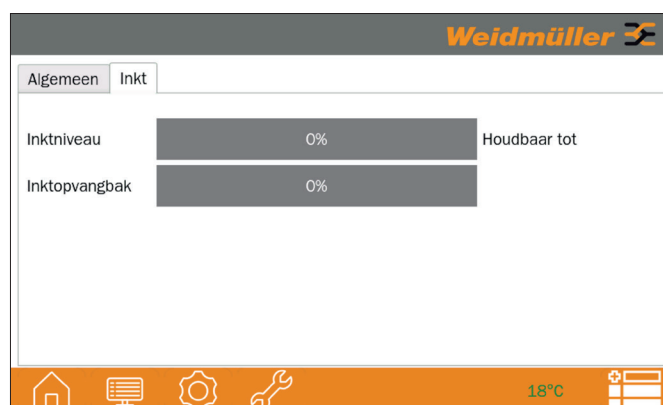 Weidmüller
Algemeen Inkt
Inktniveau 0% Houdbaar tot
Inktopvangbak 0%
18°C